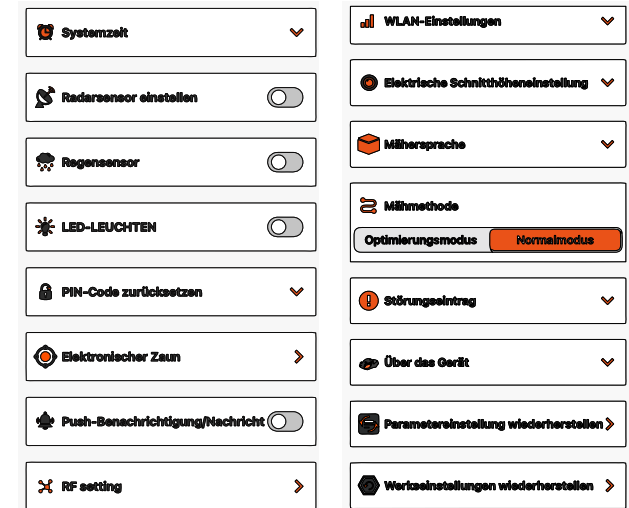 Systemzeit
Radarsensor einstellen
Regensensor
LED-LEUCHTEN
PIN-Code zurücksetzen
Elektronischer Zaun
Push-Benachrichtigung/Nachricht
RF setting
WLAN-Einstellungen
Elektrische Schnitthöheneinstellung
Mähersprache
Mähmethode
Optimierungsmodus Normalmodus
Störungseintrag
Über das Gerät
Parametereinstellung wiederherstellen
Werkseinstellungen wiederherstellen